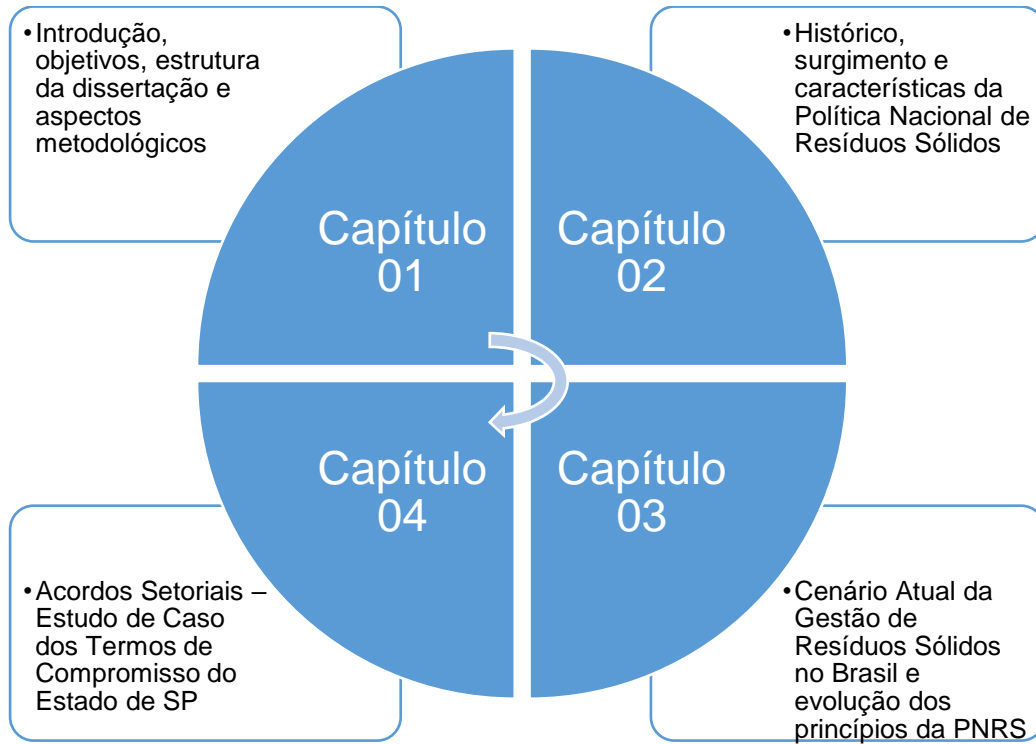 •Introdução,
objetivos, estrutura
da dissertação e
aspectos
metodológicos
•Histórico,
surgimento e
características da
Política Nacional de
Resíduos Sólidos
Capítulo
01
Capítulo
02
Capítulo
04
Capítulo
03
•Acordos Setoriais –
Estudo de Caso
dos Termos de
Compromisso do
Estado de SP
•Cenário Atual da
Gestão de
Resíduos Sólidos
no Brasil e
evolução dos
princípios da PNRS